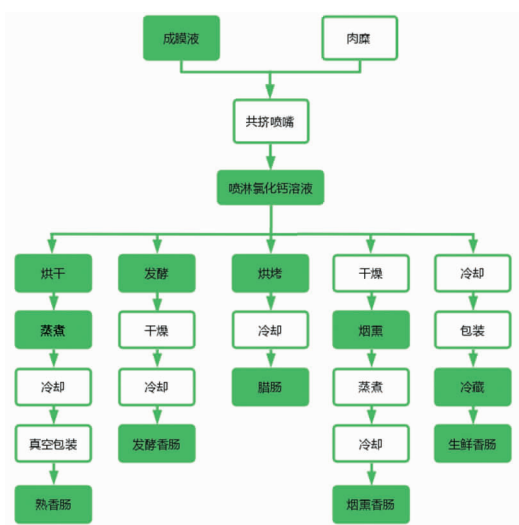 成膜液
肉糜
共挤喷嘴
喷淋氯化钙溶液
烘干
发酵
烘烤
干燥
冷却
蒸煮
干燥
冷却
烟熏
包装
冷却
冷却
腊肠
蒸煮
冷藏
真空包装
发酵香肠
冷却
生鲜香肠
熟香肠
烟熏香肠